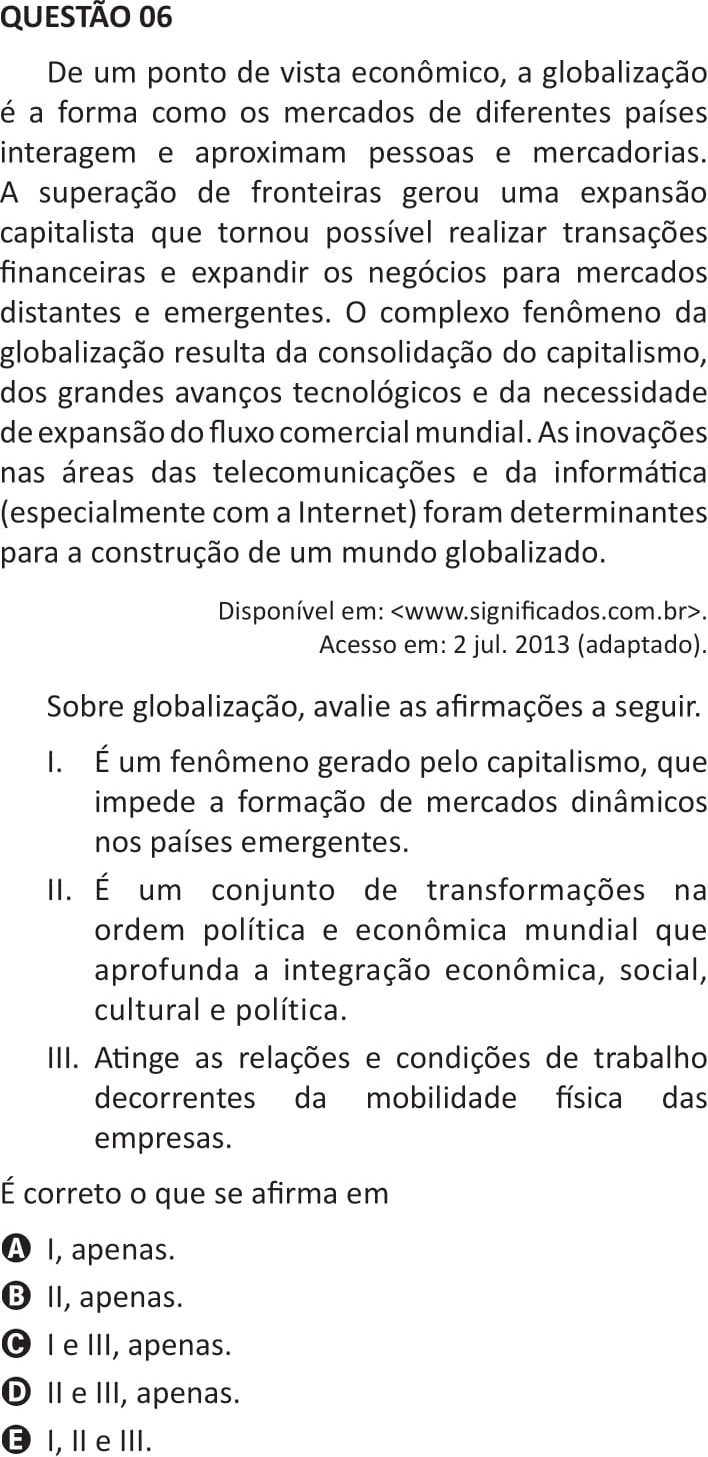 QUESTÃO 06
De um ponto de vista econômico, a globalização
é a forma como os mercados de diferentes países
interagem e aproximam pessoas e mercadorias.
A superação de fronteiras gerou uma expansão
capitalista que tornou possível realizar transações
financeiras e expandir os negócios para mercados
distantes e emergentes. O complexo fenômeno da
globalização resulta da consolidação do capitalismo,
dos grandes avanços tecnológicos e da necessidade
de expansão do fluxo comercial mundial. As inovações
nas áreas das telecomunicações e da informática
(especialmente com a Internet) foram determinantes
para a construção de um mundo globalizado.
Disponível em: <www.significados.com.br>.
Acesso em: 2 jul. 2013 (adaptado).
Sobre globalização, avalie as afirmações a seguir.
I. É um fenômeno gerado pelo capitalismo, que
impede a formação de mercados dinâmicos
nos países emergentes.
II. É um conjunto de transformações na
ordem política e econômica mundial que
aprofunda a integração econômica, social,
cultural e política.
III. Atinge as relações e condições de trabalho
decorrentes da mobilidade física das
empresas.
É correto o que se afirma em
A I, apenas.
B II, apenas.
C I e III, apenas.
D II e III, apenas.
E I, II e III.